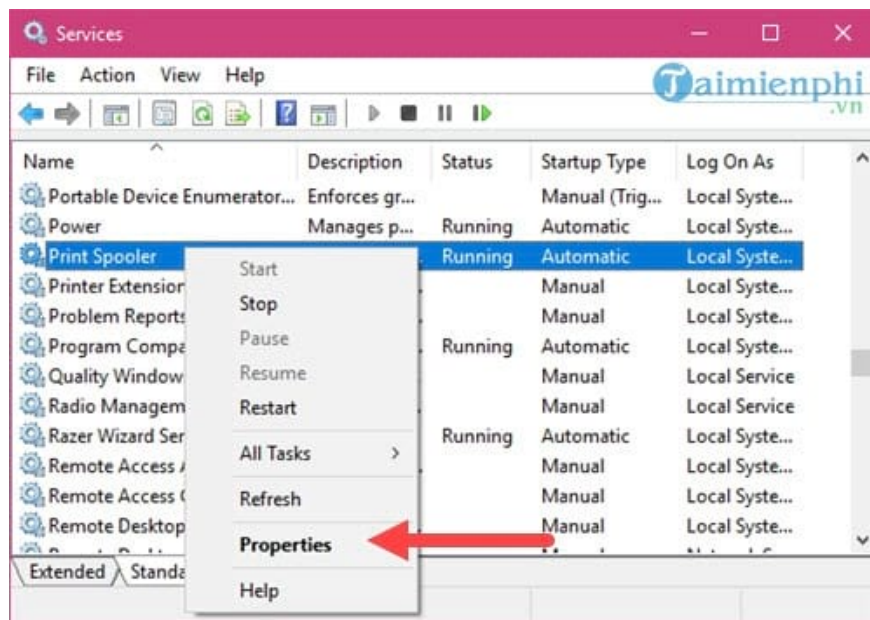 Services
File Action View Help
Taimienphi
.vn
Name Description Status Startup Type Log On As
Portable Device Enumerator... Enforces gr... Manual (Trig... Local Syste...
Power Manages p... Running Automatic Local Syste...
Print Spooler Running Automatic Local Syste...
Printer Extension Manual Local Syste...
Problem Reports Manual Local Syste...
Program Compa Running Automatic Local Syste...
Quality Window Manual Local Service
Radio Managem Manual Local Service
Razer Wizard Ser Running Automatic Local Syste...
Remote Access Manual Local Syste...
Remote Access Manual Local Syste...
Remote Desktop Manual Local Syste...
Start
Stop
Pause
Resume
Restart
All Tasks
Refresh
Properties
Help
Extended Standa